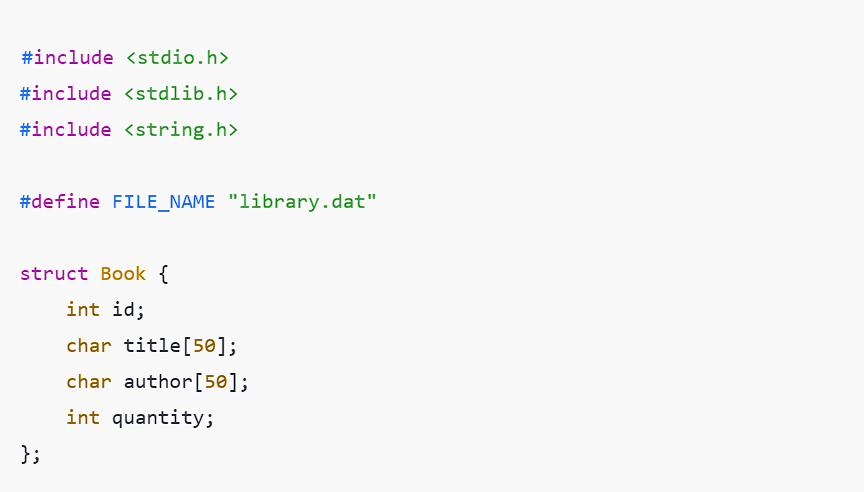 #include <stdio.h>
#include <stdlib.h>
#include <string.h>
#define FILE_NAME "library.dat"
struct Book {
    int id;
    char title[50];
    char author[50];
    int quantity;
};